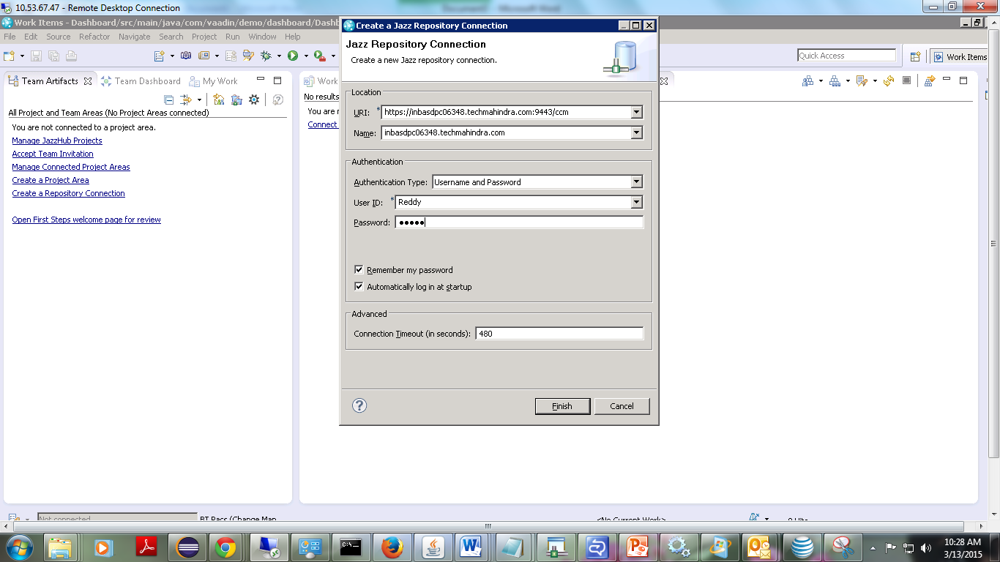 10.53.67.47 - Remote Desktop Connection
Work Items - Dashboard/src/main/java/com/vaadin/demo/dashboard/Dashb
File Edit Source Refactor Navigate Search Project Run Window Help
Quick Access
Work Items
Team Artifacts
Team Dashboard
My Work
Work
All Project and Team Areas (No Project Areas connected)
You are not connected to a project area.
Manage JazzHub Projects
Accept Team Invitation
Manage Connected Project Areas
Create a Project Area
Create a Repository Connection
Open First Steps welcome page for review
No results
You are n
Connect
Create a Jazz Repository Connection
Jazz Repository Connection
Create a new Jazz repository connection.
Location
URI: * https://inbasdpc06348.techmahindra.com:9443/ccm
Name: inbasdpc06348.techmahindra.com
Authentication
Authentication Type: Username and Password
User ID: * Reddy
Password: ●●●●●
Remember my password
Automatically log in at startup
Advanced
Connection Timeout (in seconds): 480
? Finish Cancel
Not connected
BT Pacs (Change Man
<No Current Work>
0 Hits
10:28 AM
3/13/2015